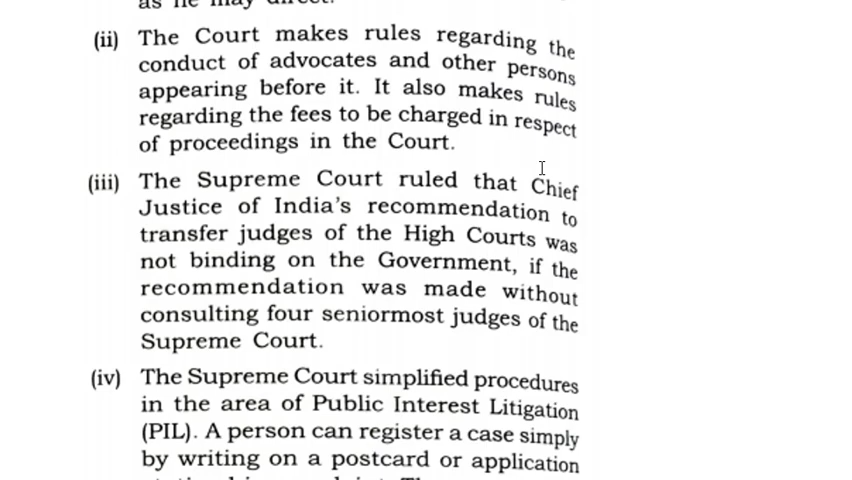 as he may direct.
(ii) The Court makes rules regarding the
conduct of advocates and other persons
appearing before it. It also makes rules
regarding the fees to be charged in respect
of proceedings in the Court.
(iii) The Supreme Court ruled that Chief
Justice of India's recommendation to
transfer judges of the High Courts was
not binding on the Government, if the
recommendation was made without
consulting four seniormost judges of the
Supreme Court.
(iv) The Supreme Court simplified procedures
in the area of Public Interest Litigation
(PIL). A person can register a case simply
by writing on a postcard or application